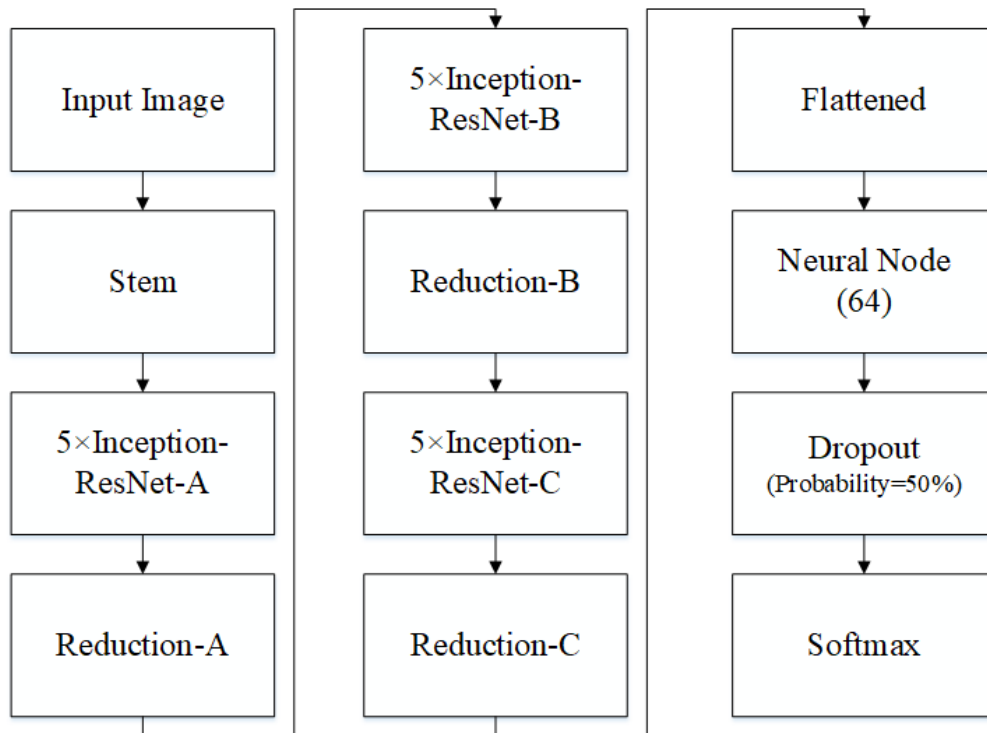 Input Image
Stem
5×Inception-
ResNet-A
Reduction-A
5×Inception-
ResNet-B
Reduction-B
5×Inception-
ResNet-C
Reduction-C
Flattened
Neural Node
(64)
Dropout
(Probability=50%)
Softmax